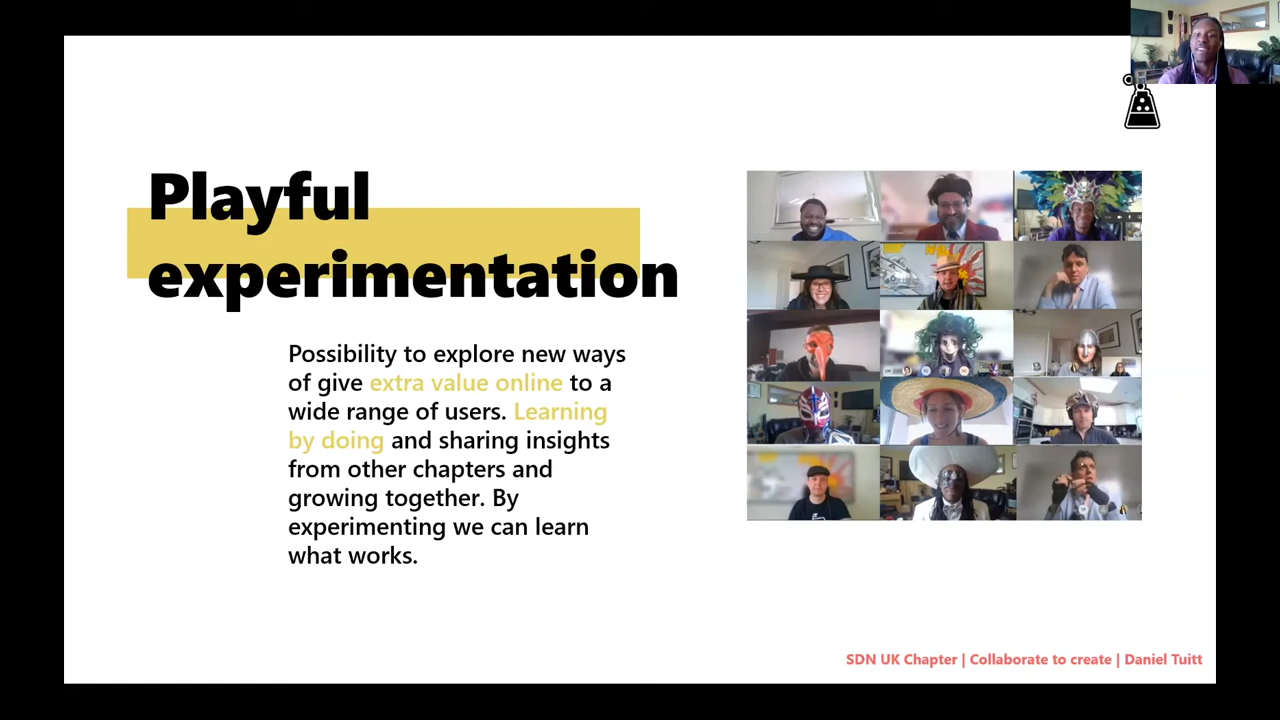 Playful
experimentation
Possibility to explore new ways
of give extra value online to a
wide range of users. Learning
by doing and sharing insights
from other chapters and
growing together. By
experimenting we can learn
what works.
SDN UK Chapter | Collaborate to create | Daniel Tuitt